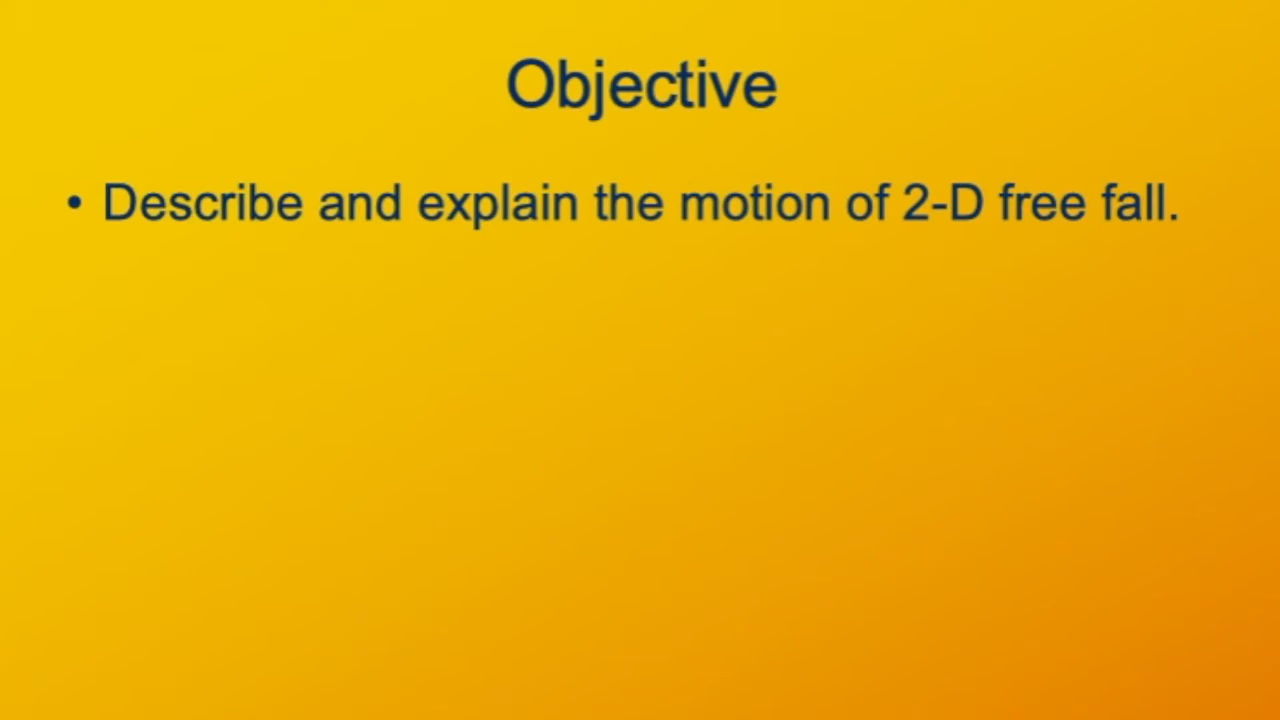 Objective
• Describe and explain the motion of 2-D free fall.